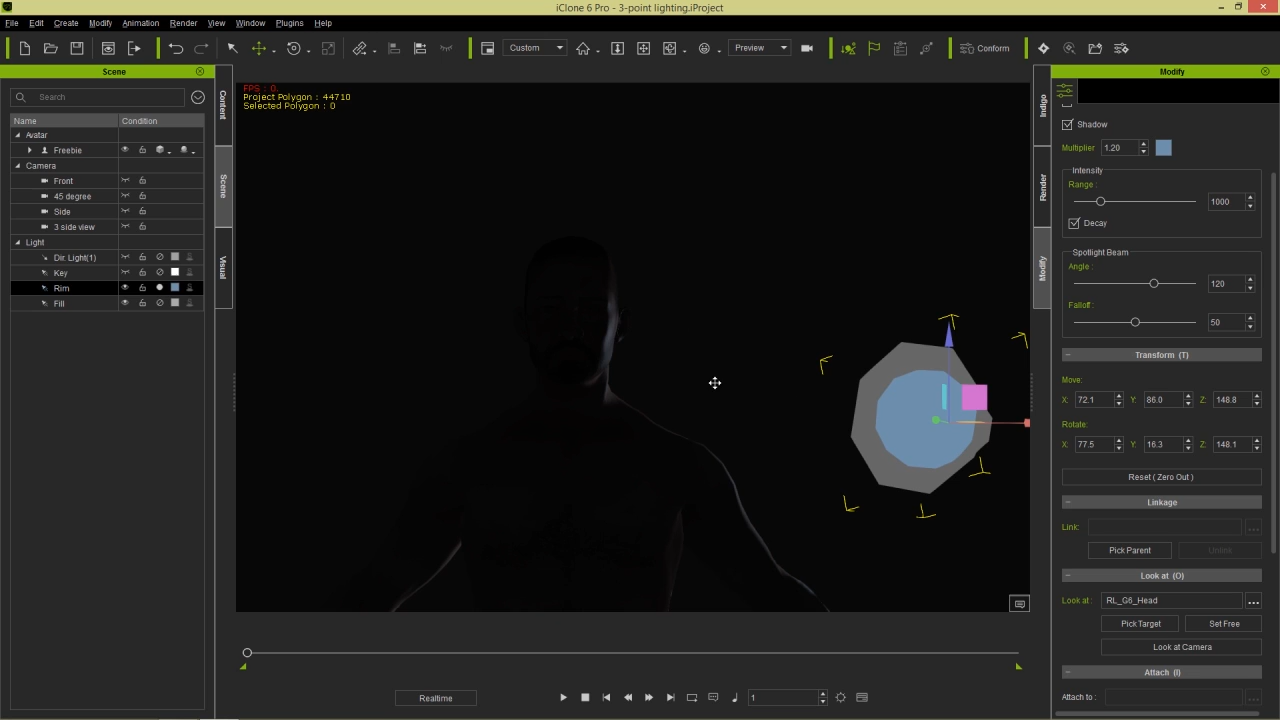 iClone 6 Pro - 3-point lighting.iProject
File Edit Create Modify Animation Render View Window Plugins Help
Custom
Preview
Conform
Scene
Search
Name Condition
Avatar
Freebie
Camera
Front
45 degree
Side
3 side view
Light
Dir. Light(1)
Key
Rim
Fill
Content
Scene
Visual
FPS : 0.
Project Polygon : 44710
Selected Polygon : 0
Realtime
1
Indigo
Render
Modify
Modify
Shadow
Multiplier 1.20
Intensity
Range :
1000
Decay
Spotlight Beam
Angle :
120
Falloff :
50
Transform (T)
Move:
X: 72.1 Y: 86.0 Z: 148.8
Rotate:
X: 77.5 Y: 16.3 Z: 148.1
Reset ( Zero Out )
Linkage
Link:
Pick Parent Unlink
Look at (O)
Look at : RL_G6_Head
Pick Target Set Free
Look at Camera
Attach (I)
Attach to :